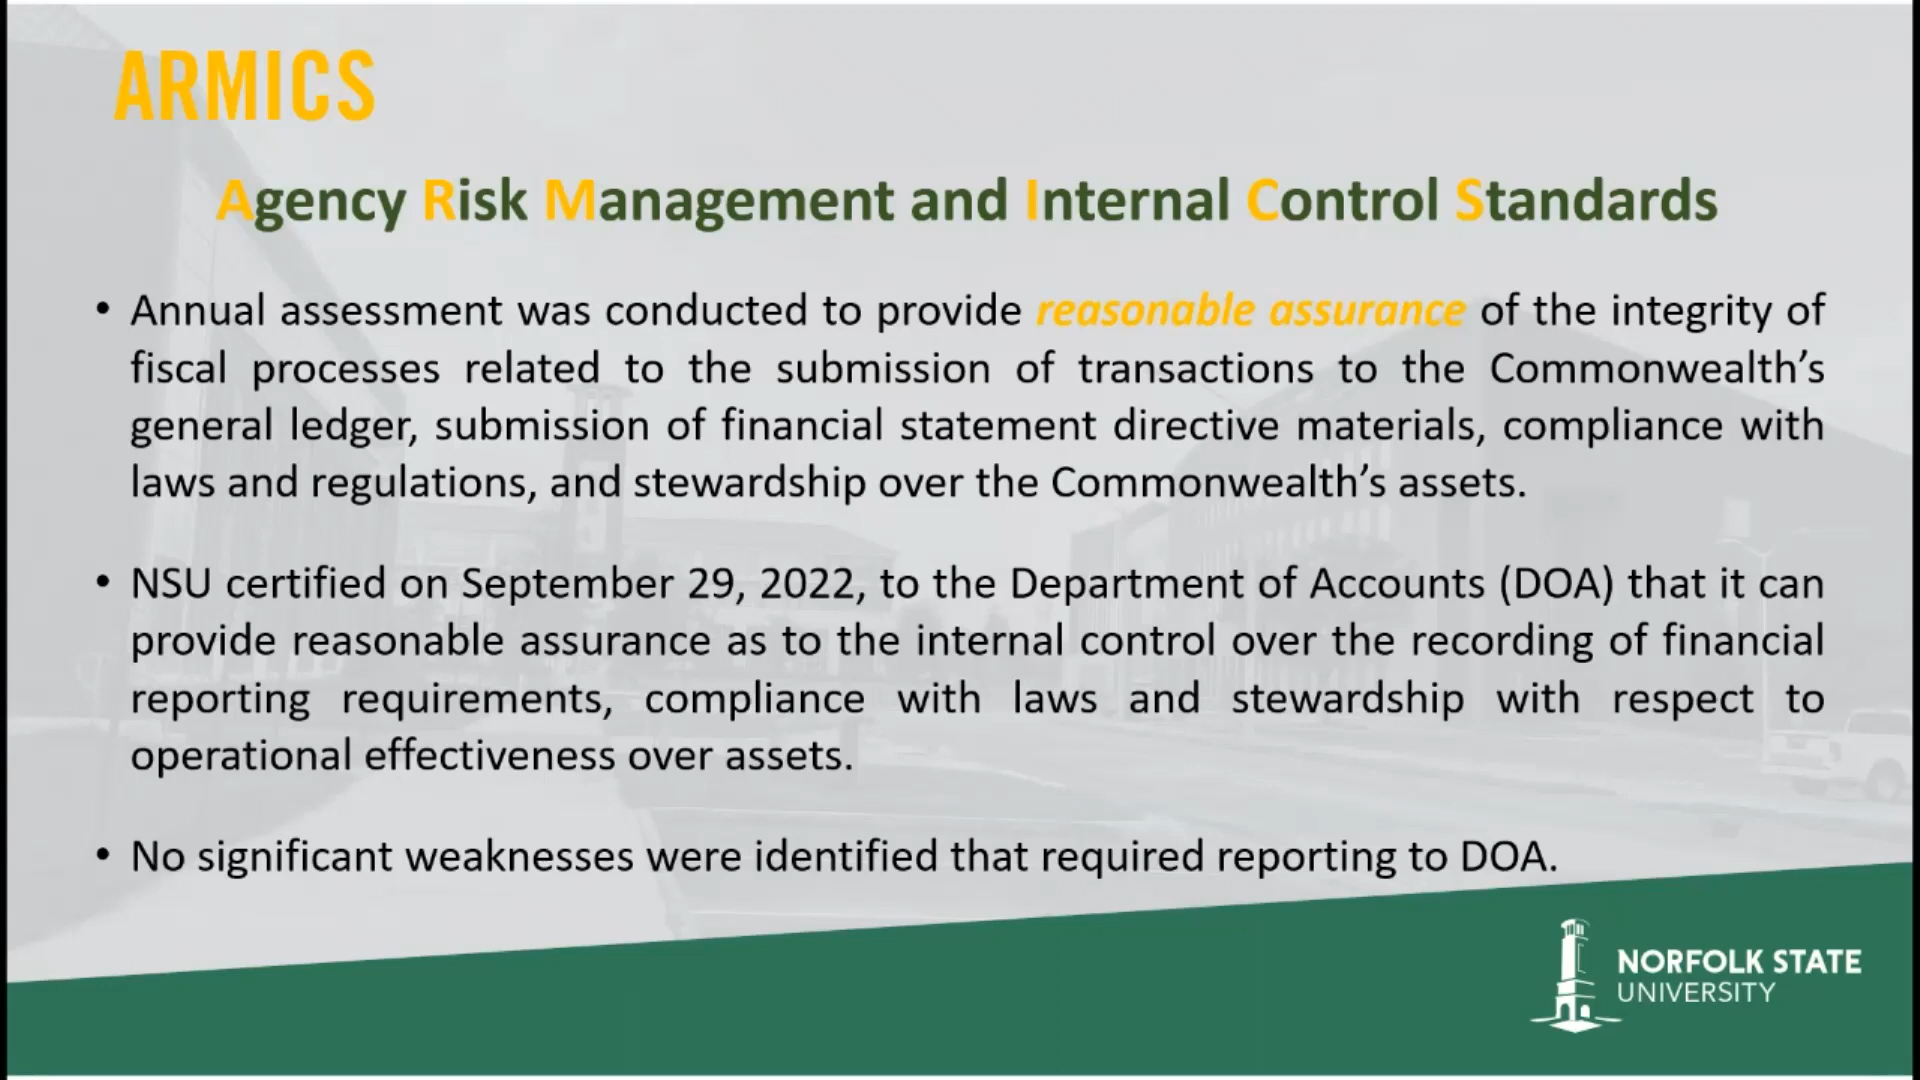 ARMICS
Agency Risk Management and Internal Control Standards
• Annual assessment was conducted to provide reasonable assurance of the integrity of
fiscal processes related to the submission of transactions to the Commonwealth’s
general ledger, submission of financial statement directive materials, compliance with
laws and regulations, and stewardship over the Commonwealth’s assets.
• NSU certified on September 29, 2022, to the Department of Accounts (DOA) that it can
provide reasonable assurance as to the internal control over the recording of financial
reporting requirements, compliance with laws and stewardship with respect to
operational effectiveness over assets.
• No significant weaknesses were identified that required reporting to DOA.
NORFOLK STATE
UNIVERSITY